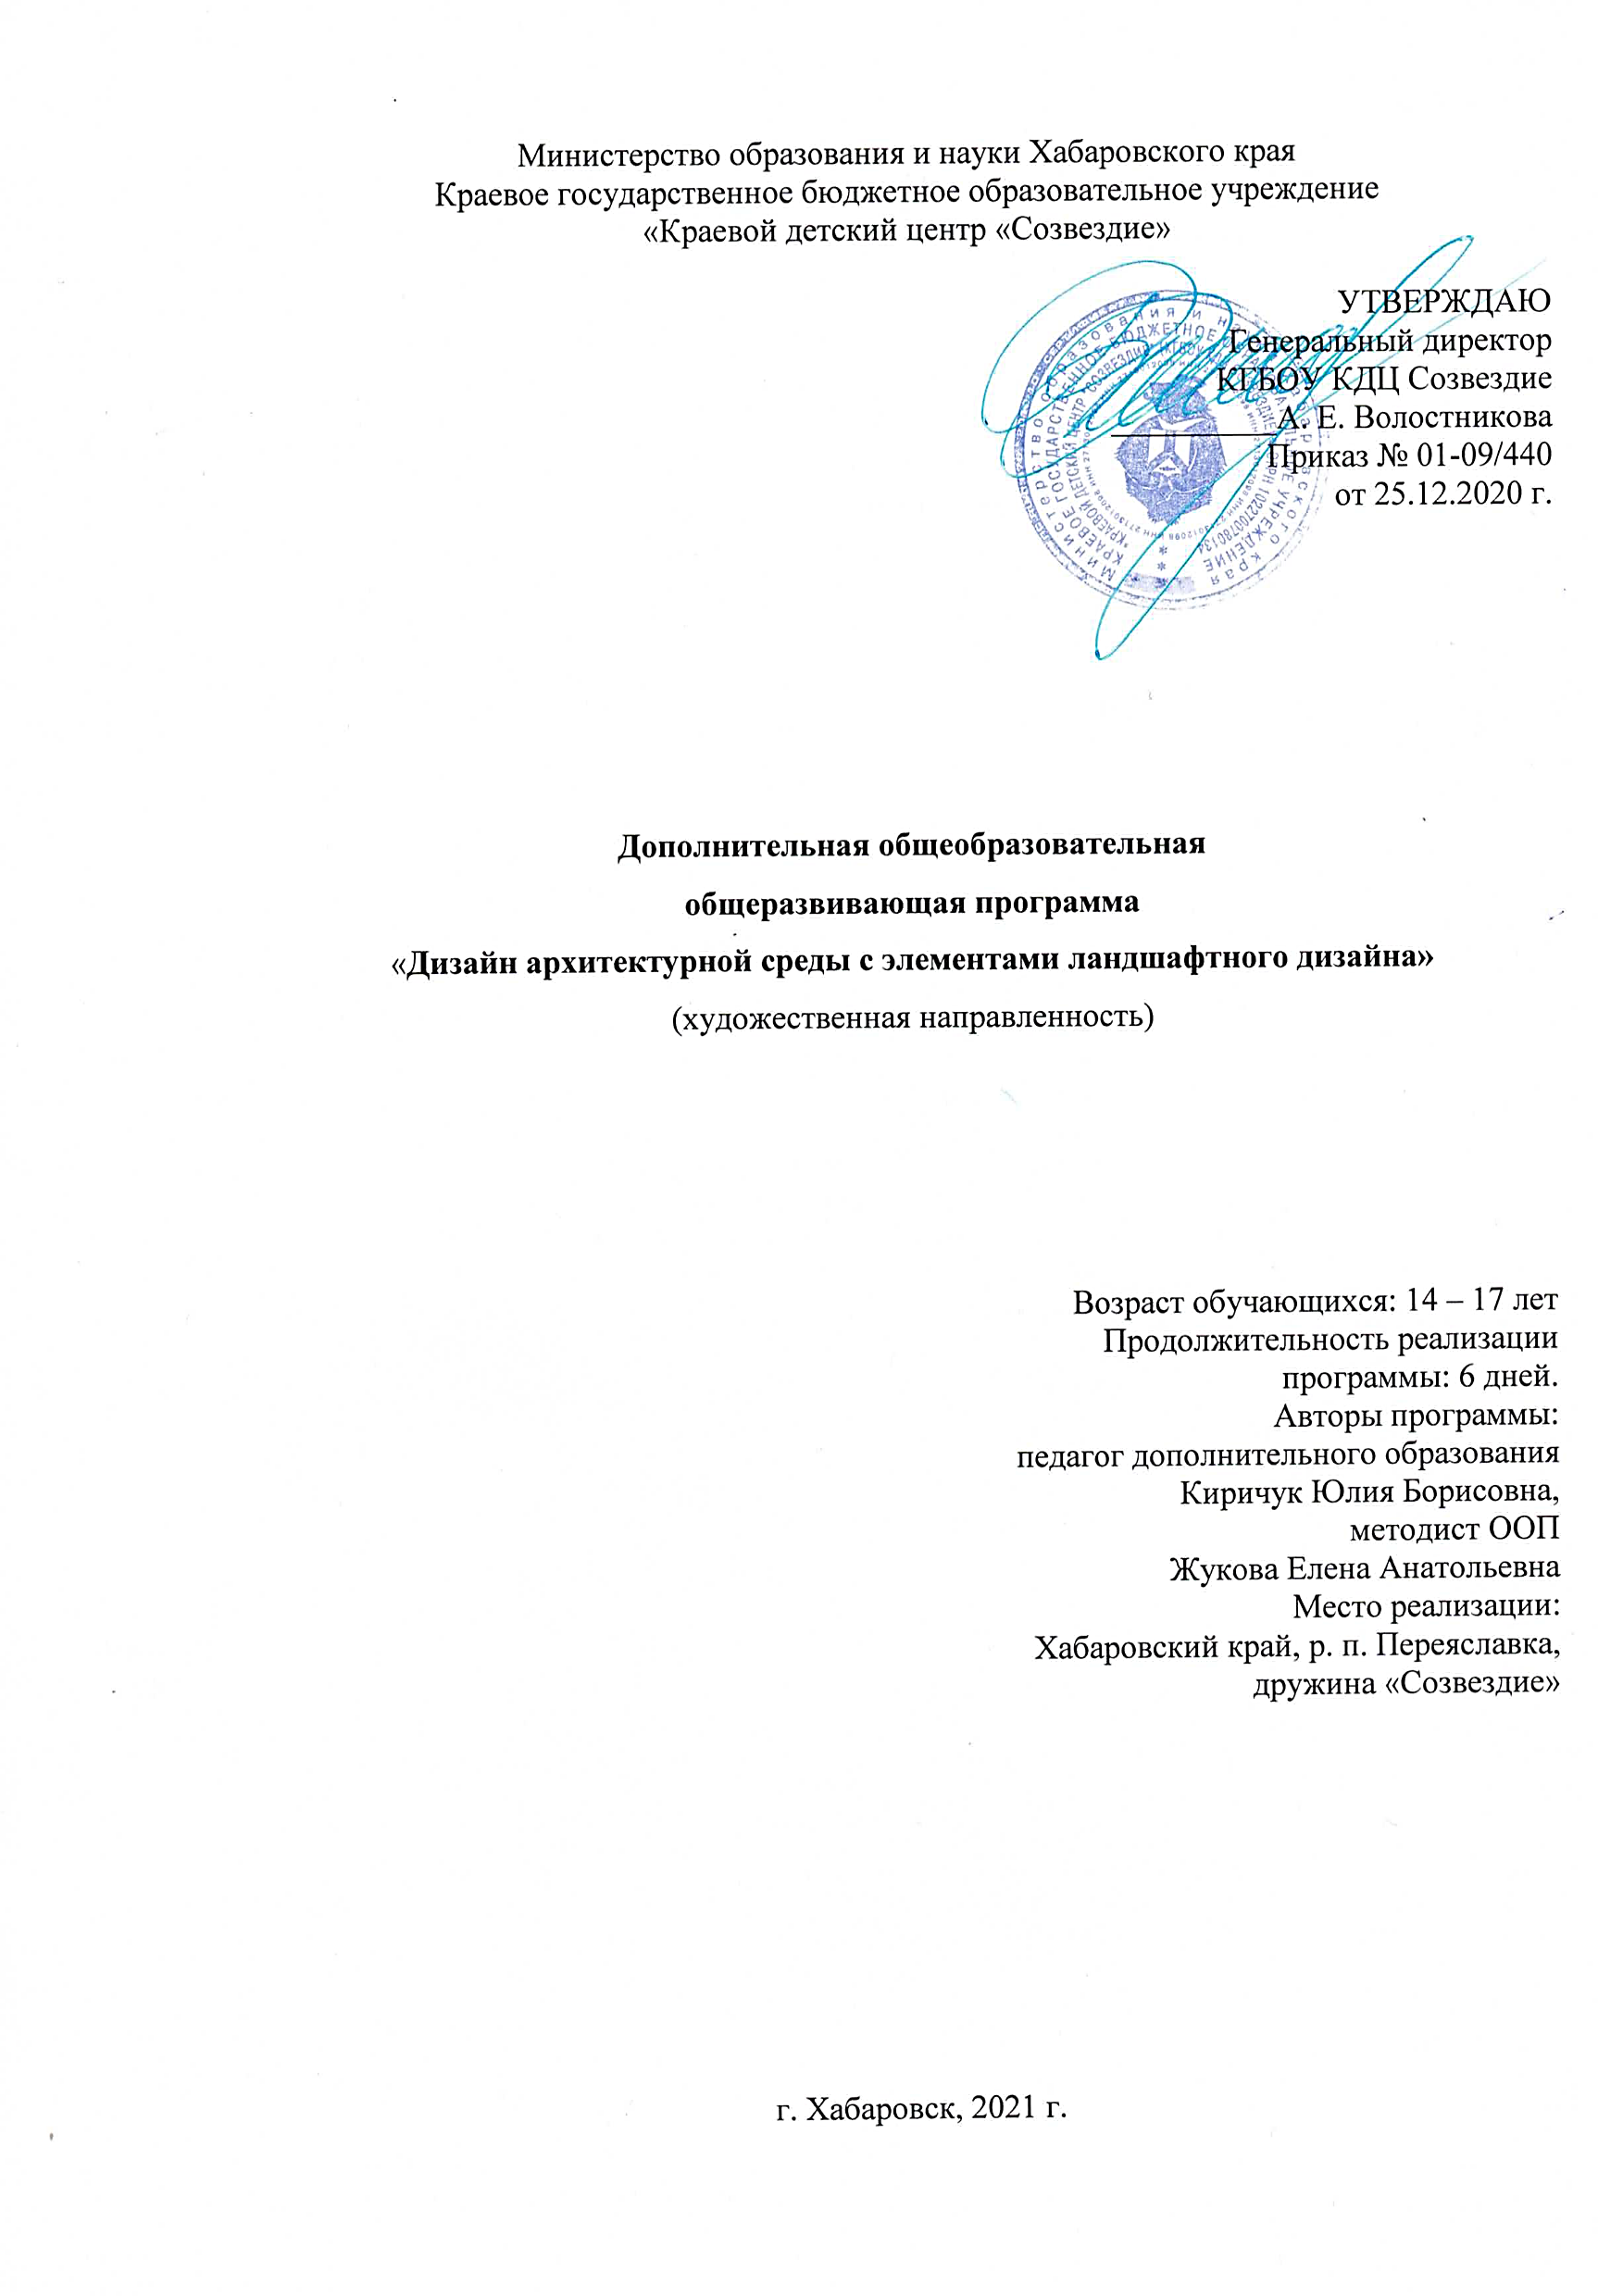 Министерство образования и науки Хабаровского края
Краевое государственное бюджетное образовательное учреждение
«Краевой детский центр «Созвездие»
УТВЕРЖДАЮ
Генеральный директор
КГБОУ КДЦ Созвездие
____________А. Е. Волостникова
Приказ № 01-09/440
от 25.12.2020 г.
Дополнительная общеобразовательная
общеразвивающая программа
«Дизайн архитектурной среды с элементами ландшафтного дизайна»
(художественная направленность)
Возраст обучающихся: 14 – 17 лет
Продолжительность реализации
программы: 6 дней.
Авторы программы:
педагог дополнительного образования
Киричук Юлия Борисовна,
методист ООП
Жукова Елена Анатольевна
Место реализации:
Хабаровский край, р. п. Переяславка,
дружина «Созвездие»
г. Хабаровск, 2021 г.